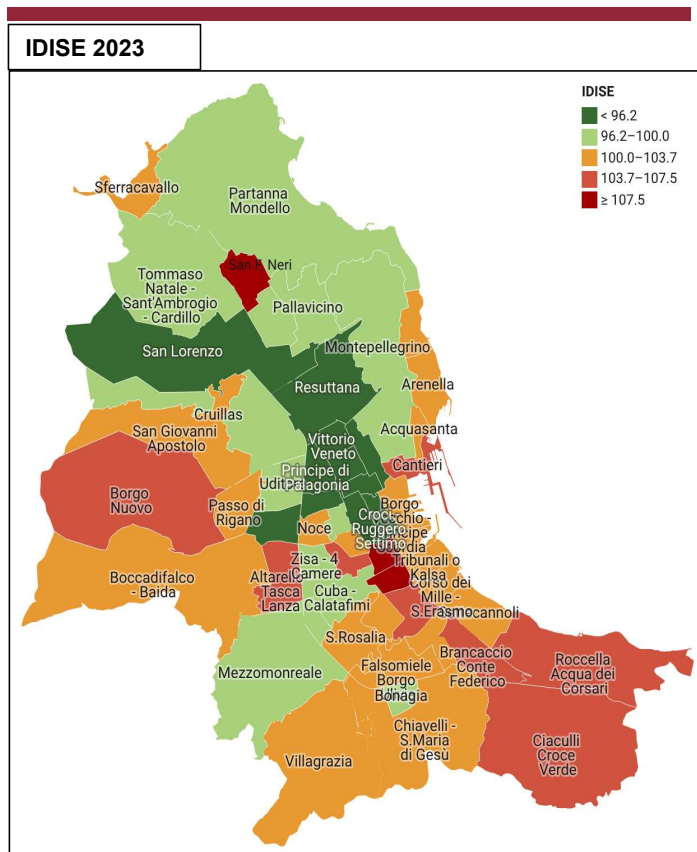 IDISE 2023
IDISE
< 96.2
96.2–100.0
100.0–103.7
103.7–107.5
≥ 107.5
Sferracavallo
Partanna
Mondello
San F. Neri
Tommaso
Natale -
Sant'Ambrogio
- Cardillo
Pallavicino
San Lorenzo
Montepellegrino
Resuttana
Arenella
Cruillas
Acquasanta
San Giovanni
Apostolo
Vittorio
Veneto
Cantieri
Principe di
Palagonia
Borgo
Nuovo
Passo di
Rigano
Noce
Borgo
Croci
Ruggero
Settimo
Tribunali o
Kalsa
Zisa - 4
Camere
Boccadifalco
- Baida
Altarello
Tasca
Lanza
Cuba -
Calatafimi
Corso dei
Mille -
S.Erasmo
S.Rosalia
Brancaccio
Conte
Federico
Roccella
Acqua dei
Corsari
Mezzomonreale
Falsomiele
Borgo
Bonagia
Chiavelli -
S.Maria
di Gesù
Ciaculli
Croce
Verde
Villagrazia